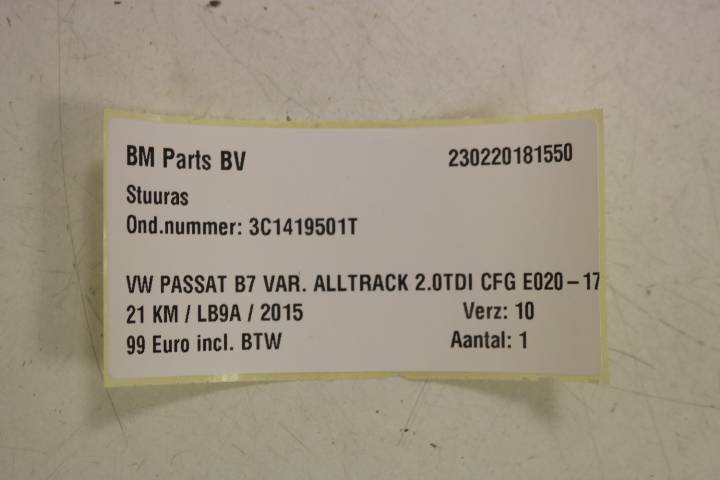 BM Parts BV 230220181550
Stuuras
Ond.nummer: 3C1419501T
VW PASSAT B7 VAR. ALLTRACK 2.0TDI CFG E020-17
21 KM / LB9A / 2015 Verz: 10
99 Euro incl. BTW Aantal: 1